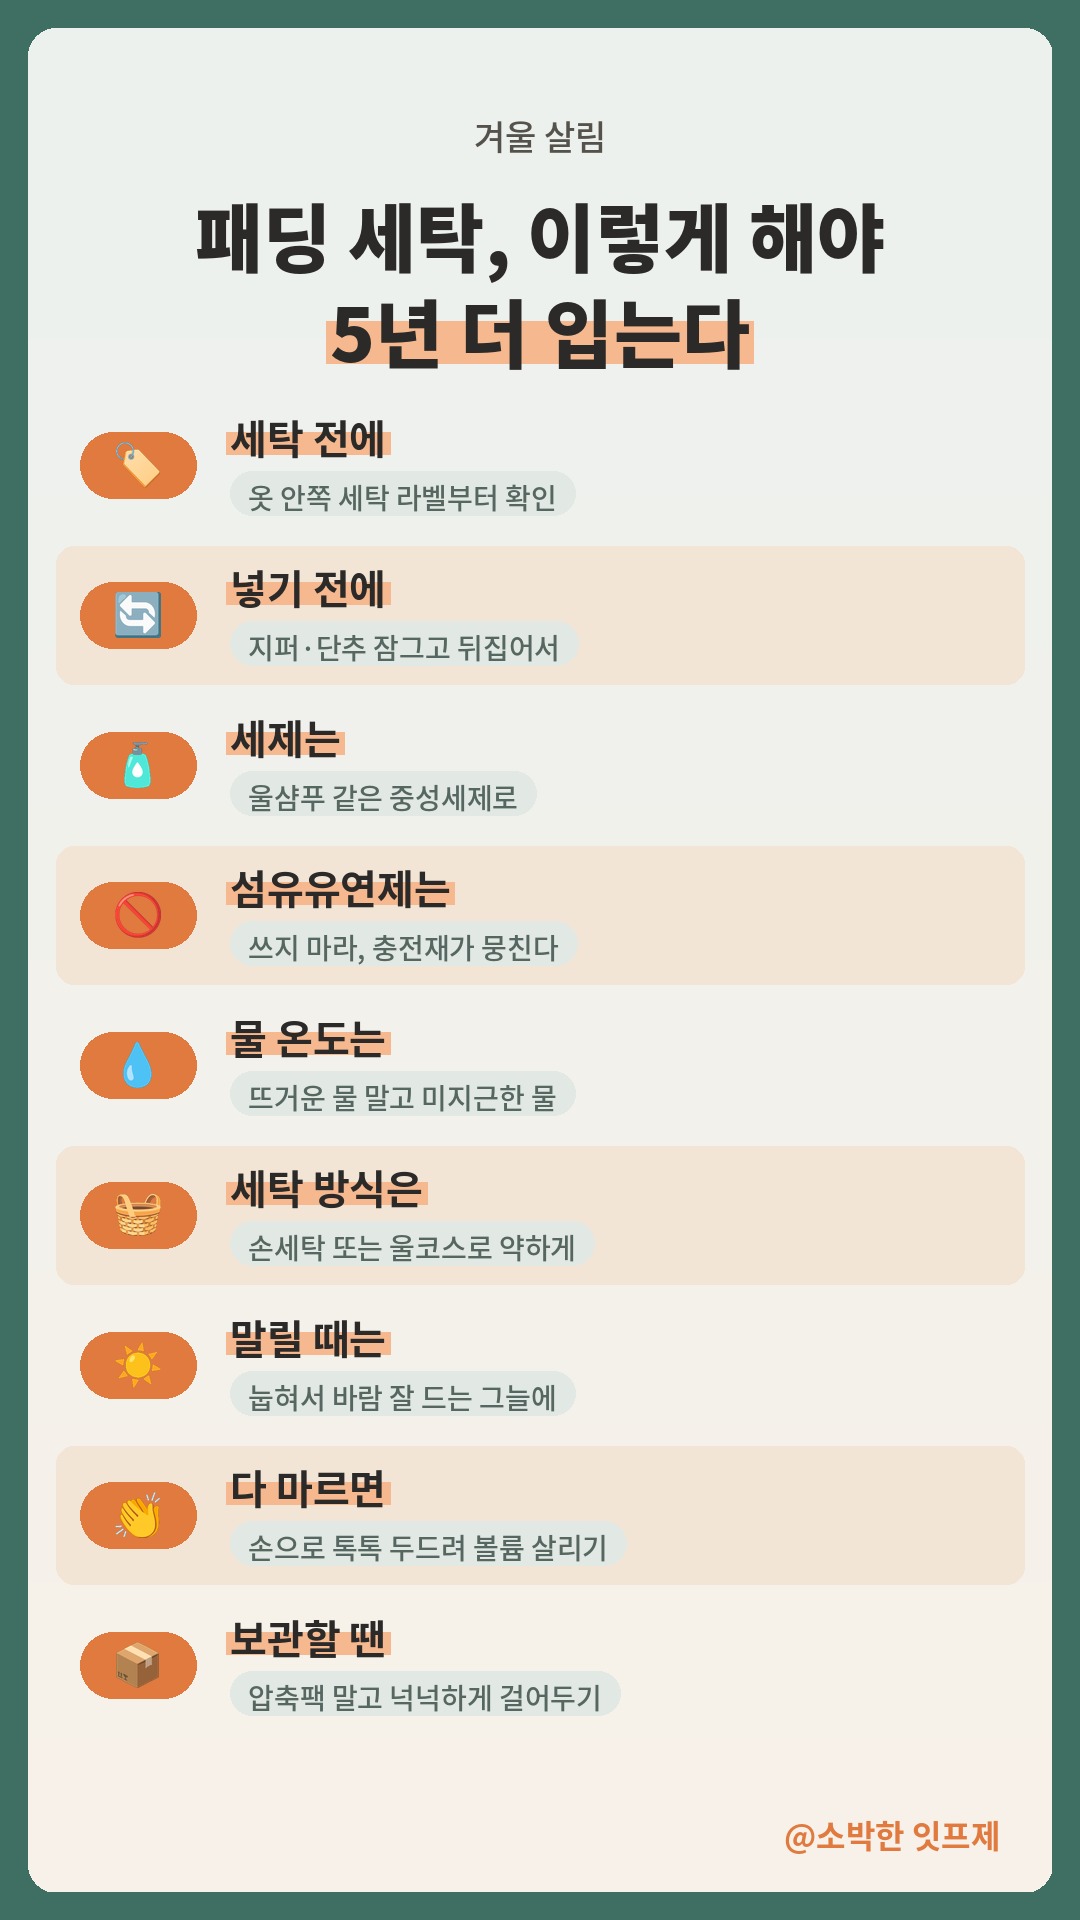 겨울 살림
패딩 세탁, 이렇게 해야
5년 더 입는다
세탁 전에
옷 안쪽 세탁 라벨부터 확인
넣기 전에
지퍼·단추 잠그고 뒤집어서
세제는
울샴푸 같은 중성세제로
섬유유연제는
쓰지 마라, 충전재가 뭉친다
물 온도는
뜨거운 물 말고 미지근한 물
세탁 방식은
손세탁 또는 울코스로 약하게
말릴 때는
눕혀서 바람 잘 드는 그늘에
다 마르면
손으로 톡톡 두드려 볼륨 살리기
보관할 땐
압축팩 말고 넉넉하게 걸어두기
@소박한 잇프제